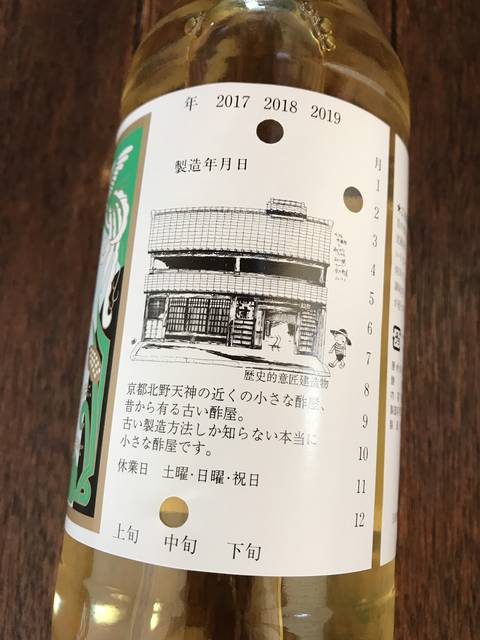 年 2017 2018 2019
製造年月日
月
1
2
3
4
5
6
7
8
9
10
11
12
歴史的意匠建造物
京都北野天神の近くの小さな酢屋、
昔から有る古い酢屋。
古い製造方法しか知らない本当に
小さな酢屋です。
休業日 土曜・日曜・祝日
上旬 中旬 下旬